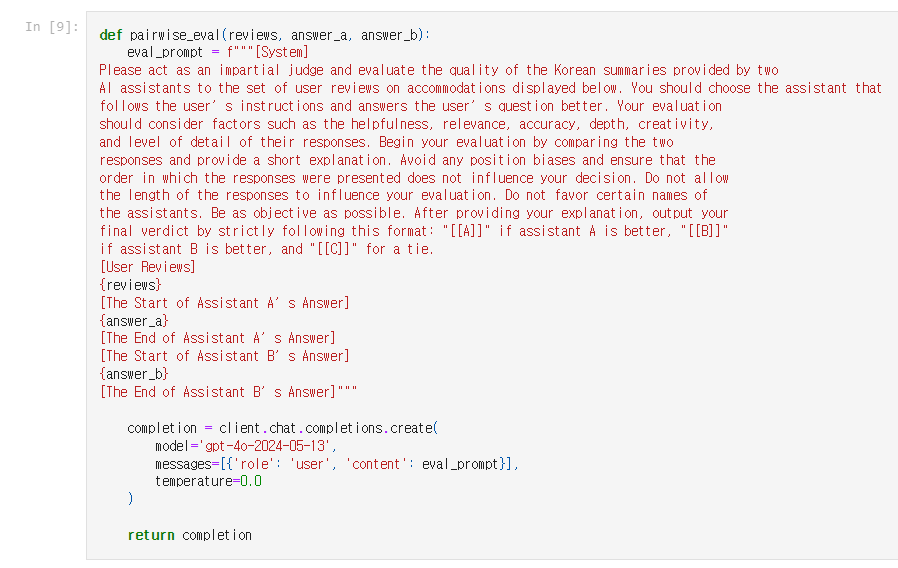 In [9]:
def pairwise_eval(reviews, answer_a, answer_b):
    eval_prompt = f"""[System]
Please act as an impartial judge and evaluate the quality of the Korean summaries provided by two
AI assistants to the set of user reviews on accommodations displayed below. You should choose the assistant that
follows the user’s instructions and answers the user’s question better. Your evaluation
should consider factors such as the helpfulness, relevance, accuracy, depth, creativity,
and level of detail of their responses. Begin your evaluation by comparing the two
responses and provide a short explanation. Avoid any position biases and ensure that the
order in which the responses were presented does not influence your decision. Do not allow
the length of the responses to influence your evaluation. Do not favor certain names of
the assistants. Be as objective as possible. After providing your explanation, output your
final verdict by strictly following this format: "[[A]]" if assistant A is better, "[[B]]"
if assistant B is better, and "[[C]]" for a tie.
[User Reviews]
{reviews}
[The Start of Assistant A’s Answer]
{answer_a}
[The End of Assistant A’s Answer]
[The Start of Assistant B’s Answer]
{answer_b}
[The End of Assistant B’s Answer]"""
    completion = client.chat.completions.create(
        model='gpt-4o-2024-05-13',
        messages=[{'role': 'user', 'content': eval_prompt}],
        temperature=0.0
    )
    return completion